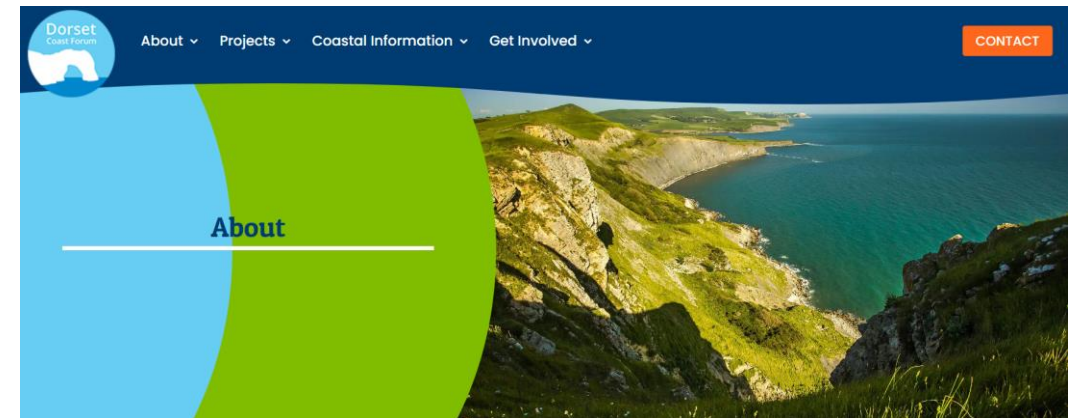 Dorset
Coast Forum
About Projects Coastal Information Get Involved CONTACT
About